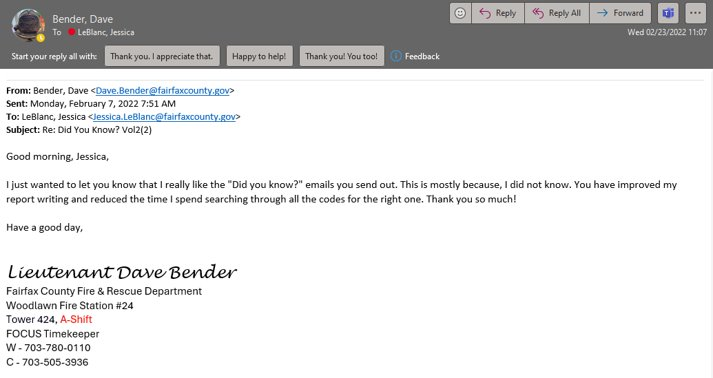 Bender, Dave
To LeBlanc, Jessica
Reply
Reply All
Forward
Wed 02/23/2022 11:07
Start your reply all with:
Thank you. I appreciate that.
Happy to help!
Thank you! You too!
Feedback
From: Bender, Dave <Dave.Bender@fairfaxcounty.gov>
Sent: Monday, February 7, 2022 7:51 AM
To: LeBlanc, Jessica <Jessica.LeBlanc@fairfaxcounty.gov>
Subject: Re: Did You Know? Vol2(2)
Good morning, Jessica,
I just wanted to let you know that I really like the "Did you know?" emails you send out. This is mostly because, I did not know. You have improved my
report writing and reduced the time I spend searching through all the codes for the right one. Thank you so much!
Have a good day,
Lieutenant Dave Bender
Fairfax County Fire & Rescue Department
Woodlawn Fire Station #24
Tower 424, A-Shift
FOCUS Timekeeper
W - 703-780-0110
C - 703-505-3936